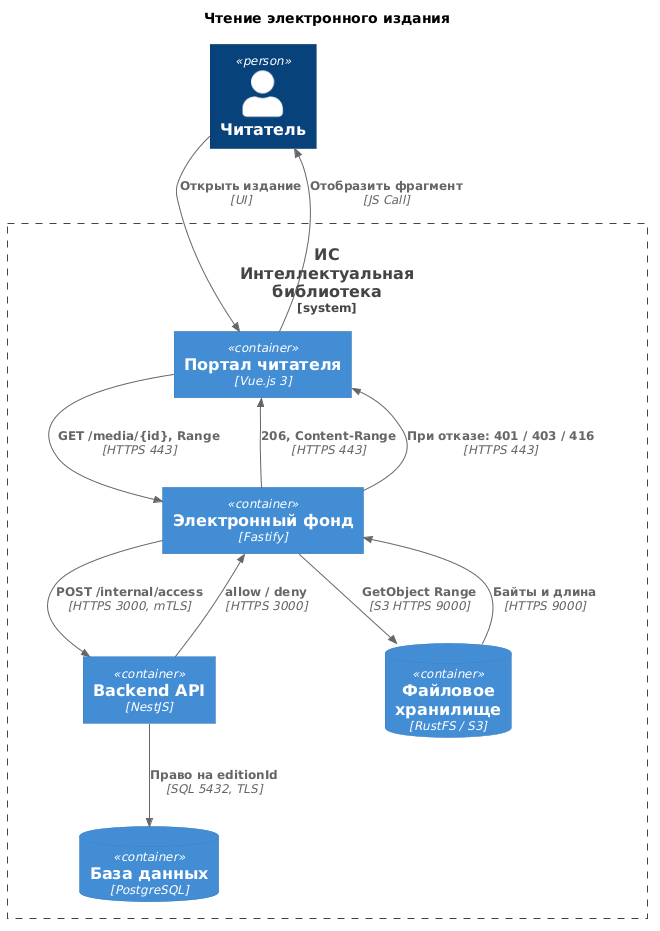 Чтение электронного издания
«person»
Читатель
Открыть издание
[UI]
Отобразить фрагмент
[JS Call]
ИС
Интеллектуальная
библиотека
[system]
«container»
Портал читателя
[Vue.js 3]
GET /media/{id}, Range
[HTTPS 443]
206, Content-Range
[HTTPS 443]
При отказе: 401 / 403 / 416
[HTTPS 443]
«container»
Электронный фонд
[Fastify]
POST /internal/access
[HTTPS 3000, mTLS]
allow / deny
[HTTPS 3000]
GetObject Range
[S3 HTTPS 9000]
Байты и длина
[HTTPS 9000]
«container»
Backend API
[NestJS]
«container»
Файловое
хранилище
[RustFS / S3]
Право на editionId
[SQL 5432, TLS]
«container»
База данных
[PostgreSQL]